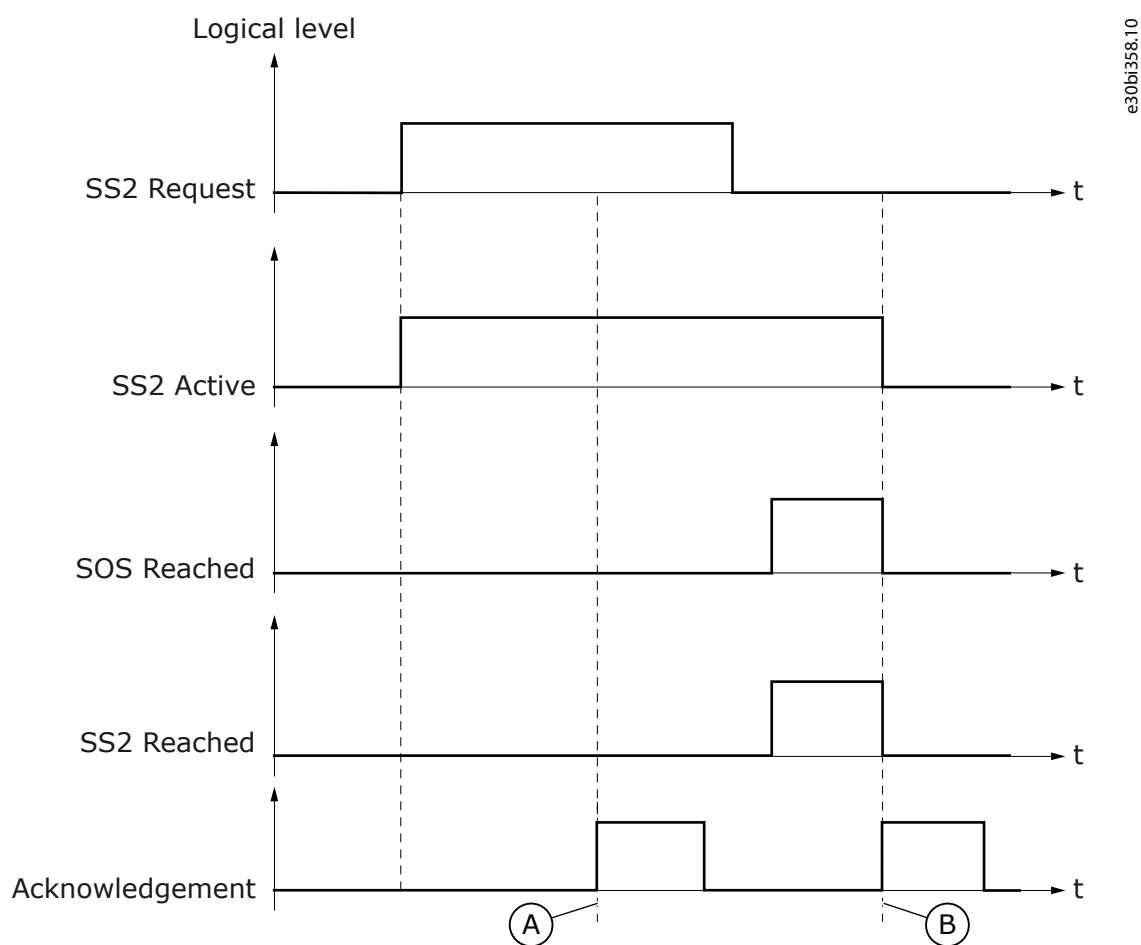 Logical level
e30bi358.10
SS2 Request
t
SS2 Active
t
SOS Reached
t
SS2 Reached
t
Acknowledgement
t
A
B